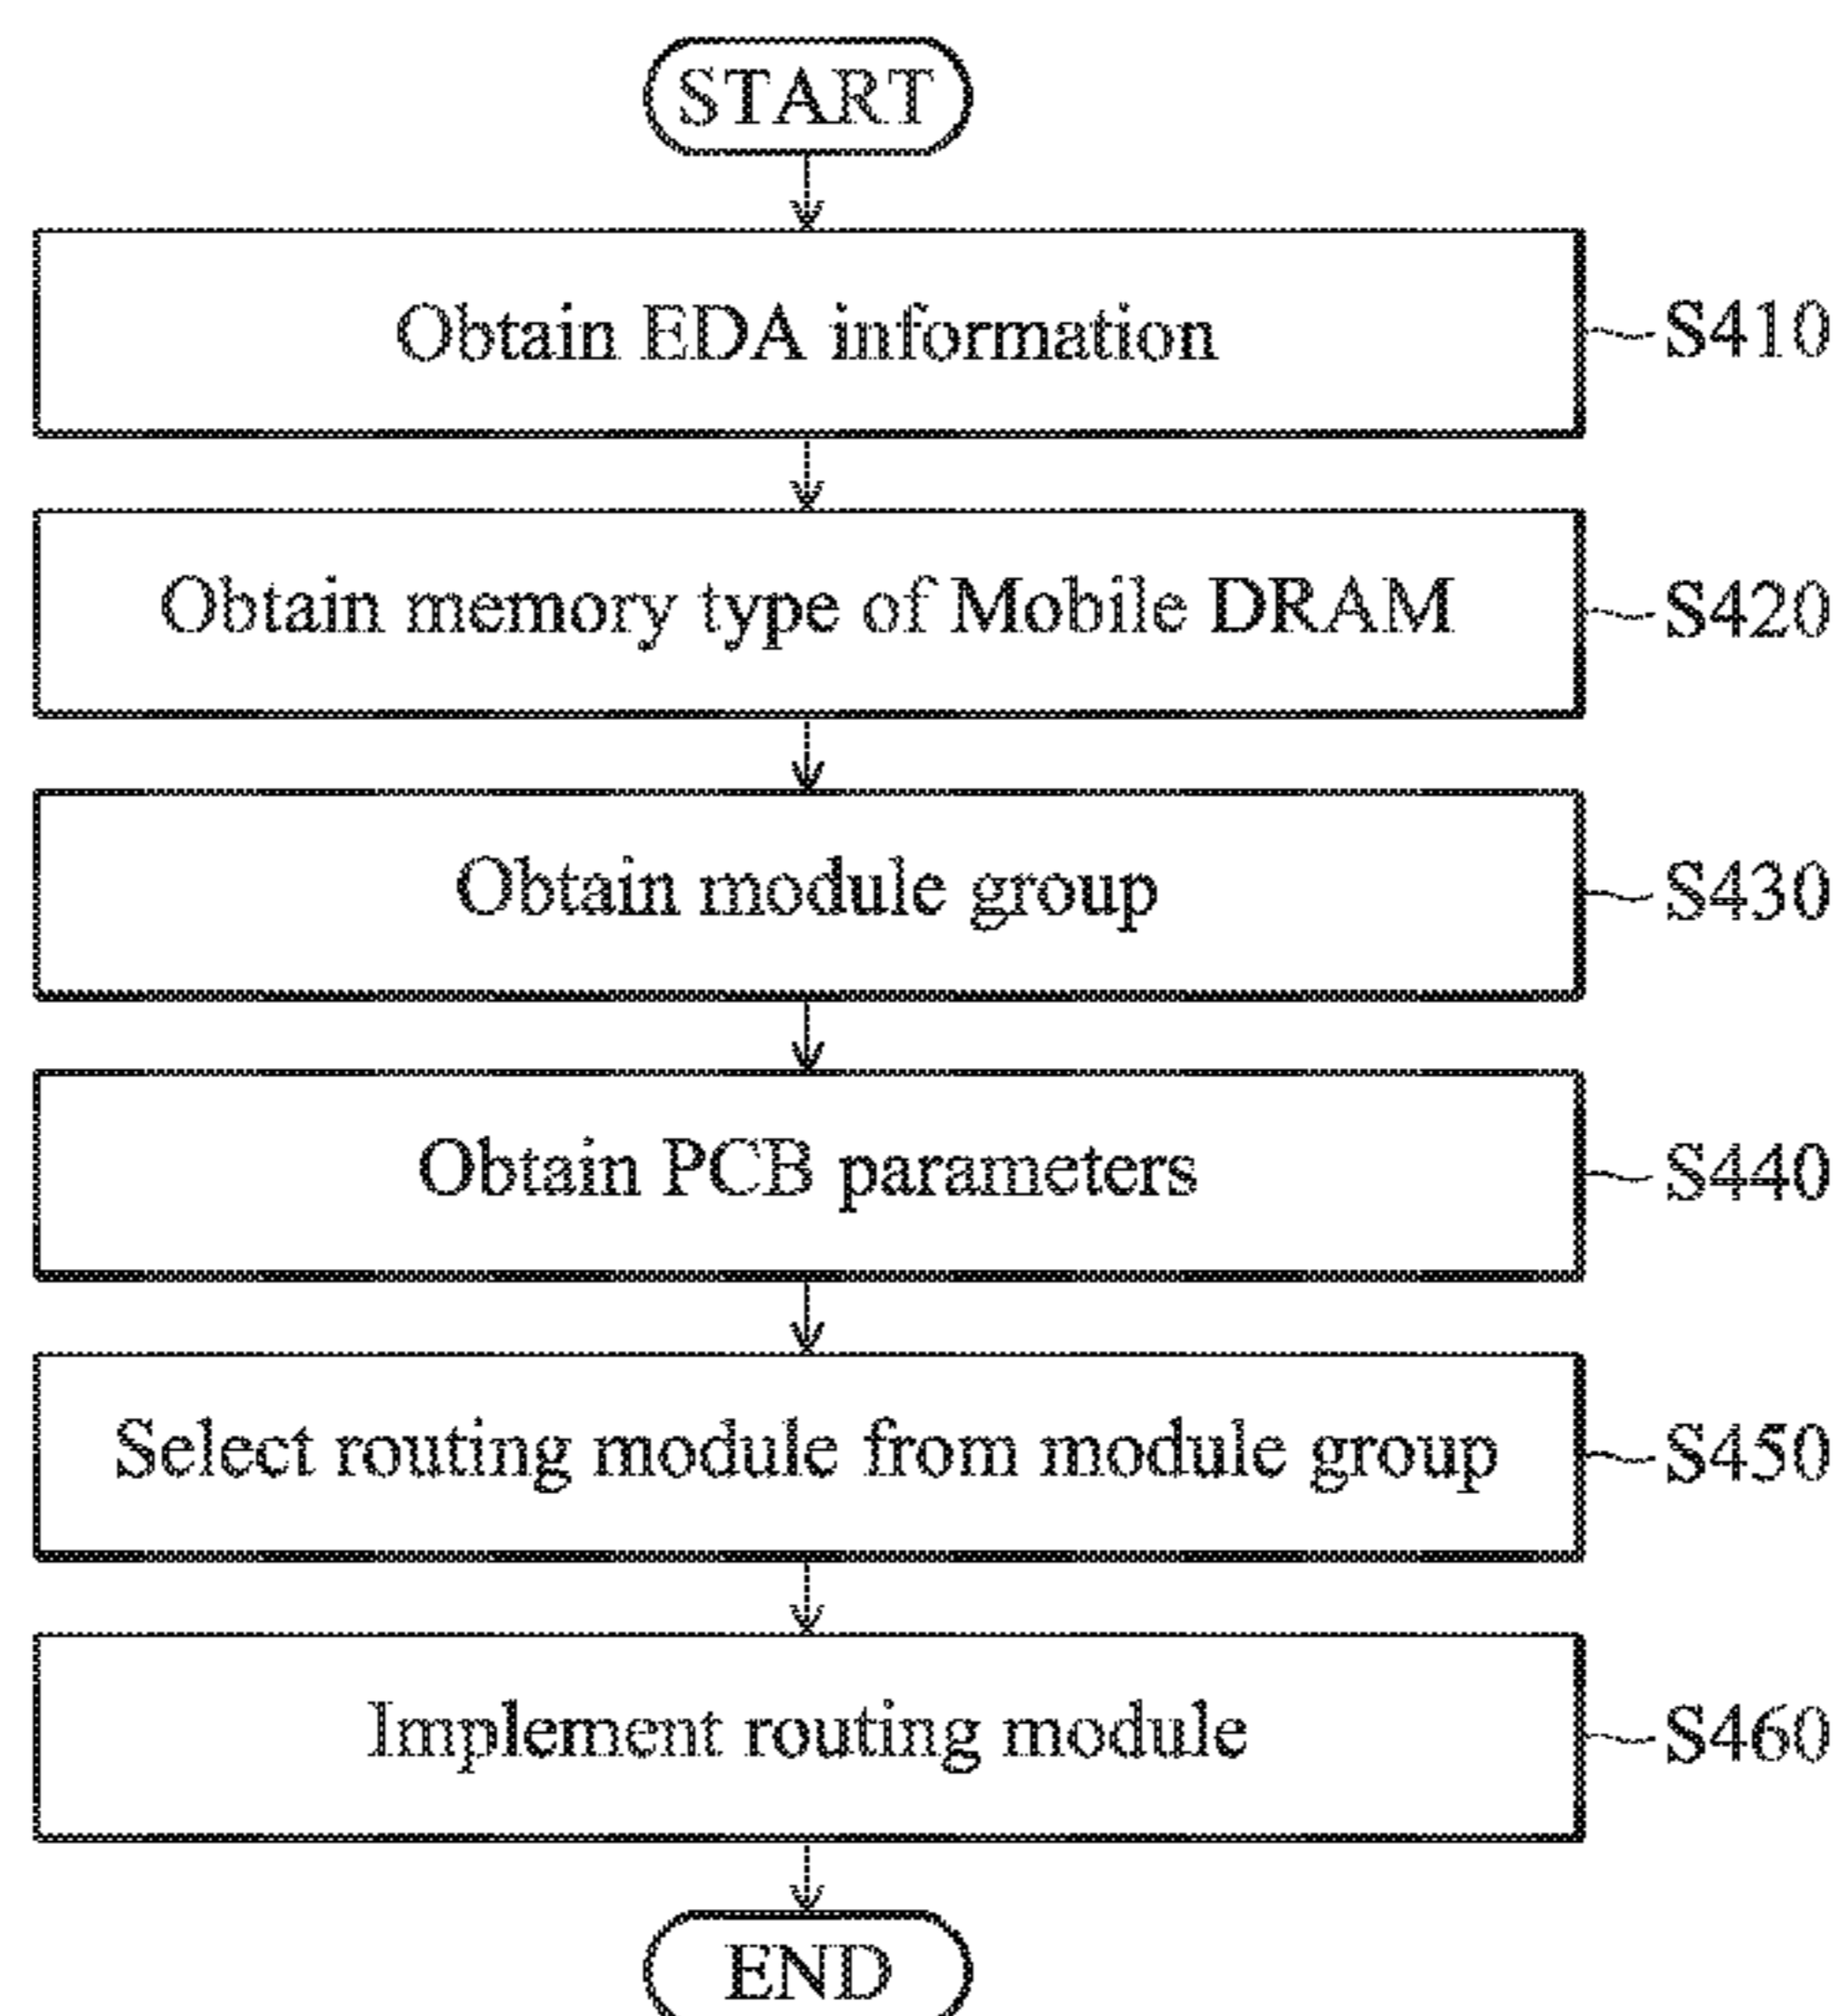 START
Obtain EDA information
S410
Obtain memory type of Mobile DRAM
S420
Obtain module group
S430
Obtain PCB parameters
S440
Select routing module from module group
S450
Implement routing module
S460
END